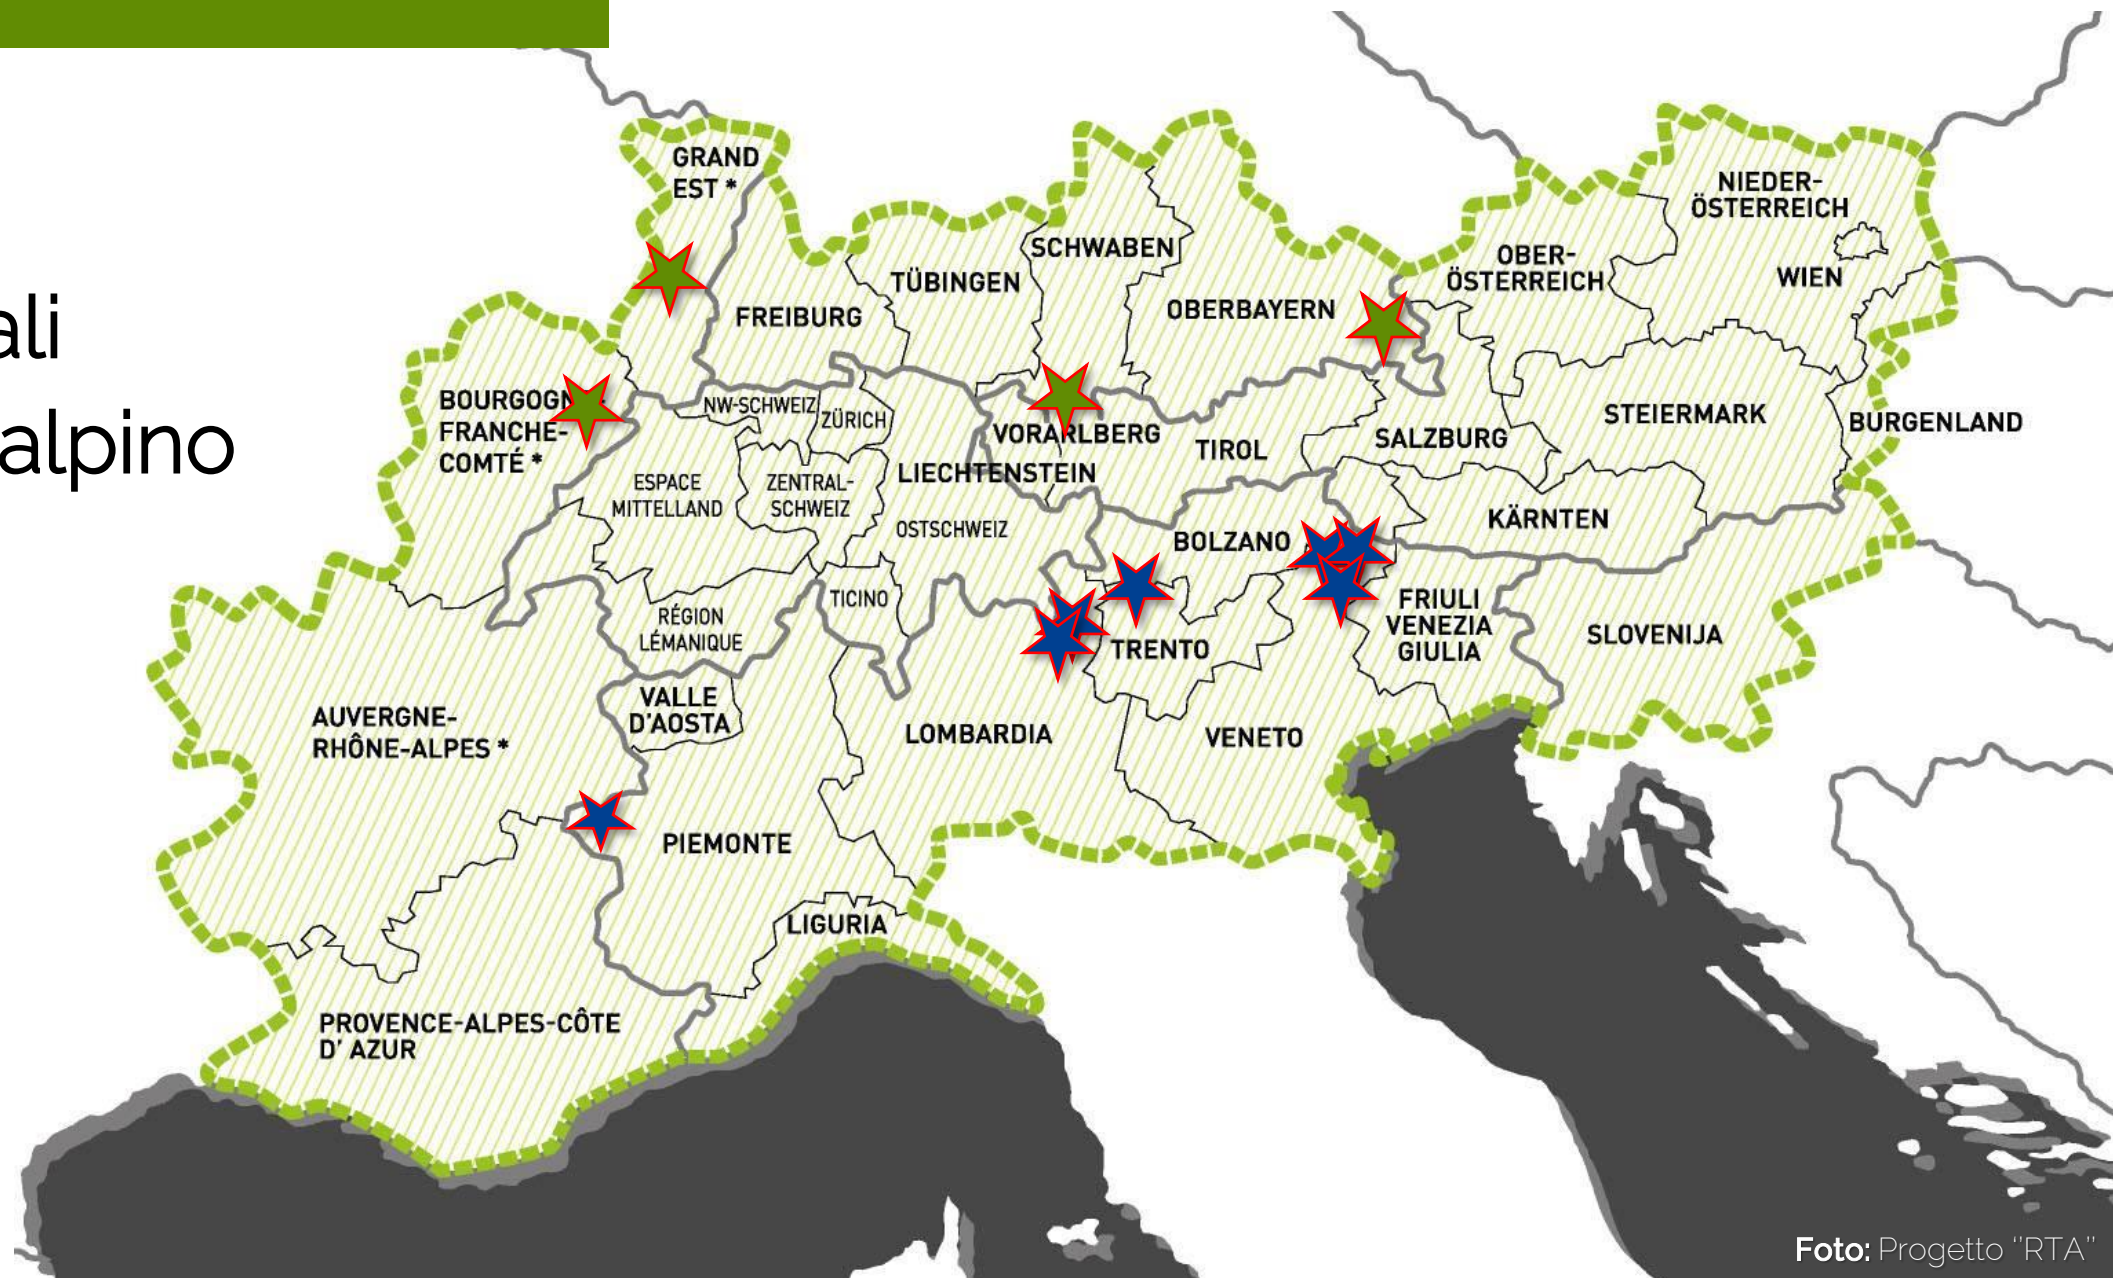 ali
alpino
GRAND
EST *
NIEDER-
ÖSTERREICH
SCHWABEN
OBER-
ÖSTERREICH
TÜBINGEN
WIEN
FREIBURG
OBERBAYERN
BOURGOGN -
FRANCHE-
COMTÉ *
NW-SCHWEIZ
ZÜRICH
VORARLBERG
TIROL
SALZBURG
STEIERMARK
BURGENLAND
LIECHTENSTEIN
ESPACE
MITTELLAND
ZENTRAL-
SCHWEIZ
OSTSCHWEIZ
BOLZANO
KÄRNTEN
TICINO
RÉGION
LÉMANIQUE
TRENTO
FRIULI
VENEZIA
GIULIA
SLOVENIJA
VALLE
D'AOSTA
AUVERGNE-
RHÔNE-ALPES *
LOMBARDIA
VENETO
PIEMONTE
LIGURIA
PROVENCE-ALPES-CÔTE
D' AZUR
Foto: Progetto "RTA"